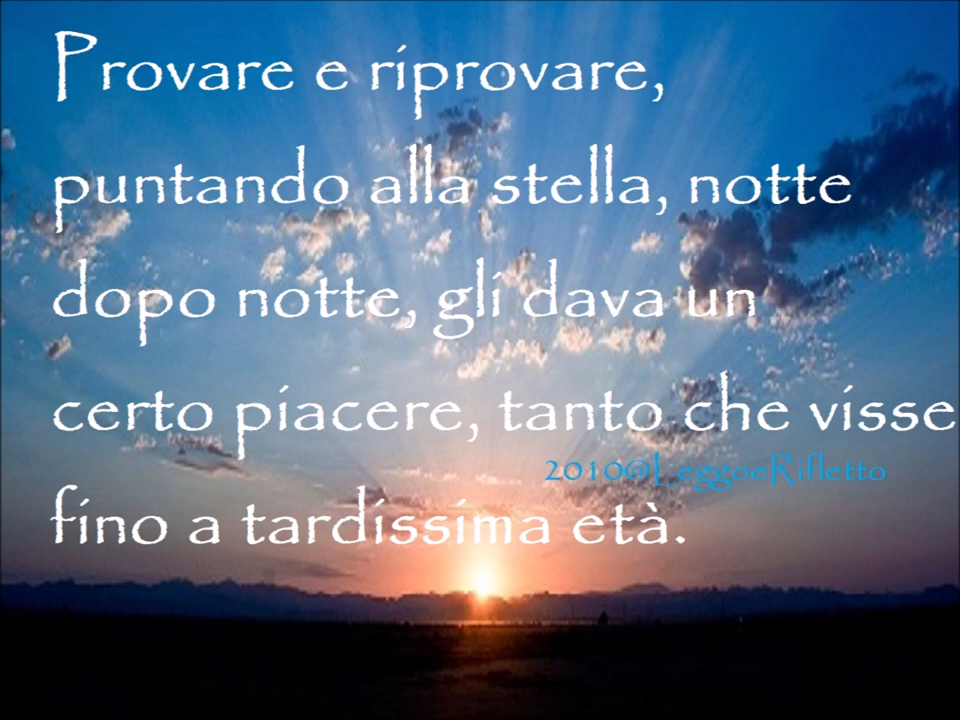 Provare e riprovare,
puntando alla stella, notte
dopo notte, gli dava un
certo piacere, tanto che visse
2010@LeggoeRifletto
fino a tardissima età.